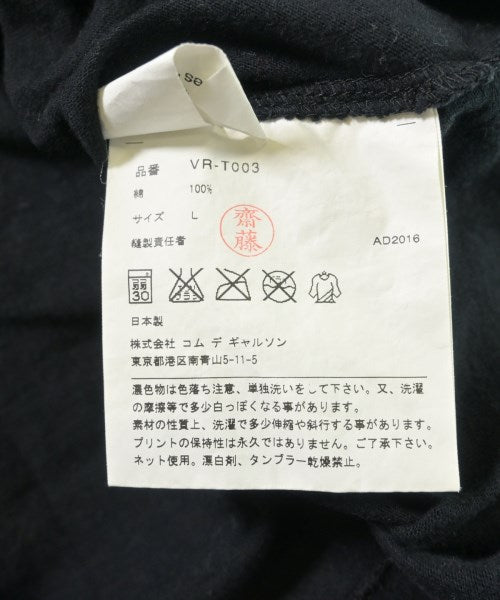 se
品番 VR-T003
綿 100%
サイズ L
縫製責任者 齋藤 AD2016
弱 30
日本製
株式会社 コム デ ギャルソン
東京都港区南青山5-11-5
濃色物は色落ち注意、単独洗いをして下さい。又、洗濯
の摩擦等で多少白っぽくなる事があります。
素材の性質上、洗濯で多少伸縮や斜行する事があります。
プリントの保持性は永久ではありません。ご了承下さい。
ネット使用。漂白剤、タンブラー乾燥禁止。